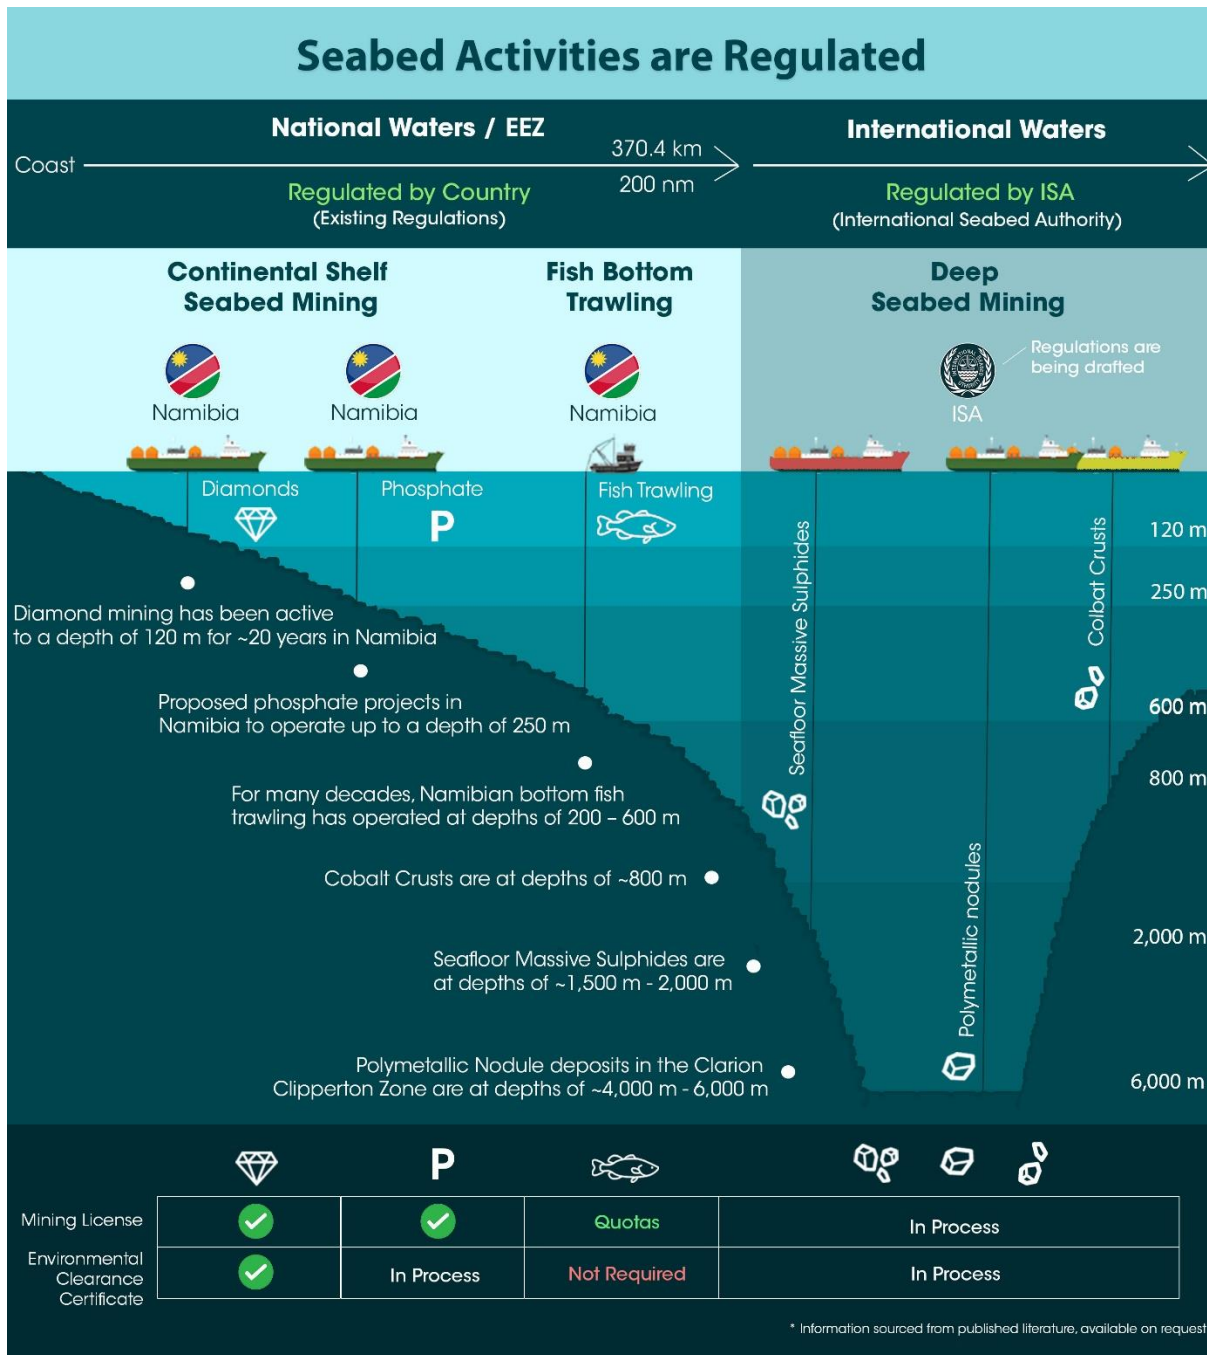 Seabed Activities are Regulated
National Waters / EEZ
International Waters
Coast
370.4 km
200 nm
Regulated by Country
(Existing Regulations)
Regulated by ISA
(International Seabed Authority)
Continental Shelf
Seabed Mining
Fish Bottom
Trawling
Deep
Seabed Mining
Namibia
Namibia
Namibia
ISA
Regulations are
being drafted
Diamonds
Phosphate
P
Fish Trawling
Seafloor Massive Sulphides
Polymetallic nodules
Colbat Crusts
120 m
250 m
600 m
800 m
2,000 m
6,000 m
Diamond mining has been active
to a depth of 120 m for ~20 years in Namibia
Proposed phosphate projects in
Namibia to operate up to a depth of 250 m
For many decades, Namibian bottom fish
trawling has operated at depths of 200 – 600 m
Cobalt Crusts are at depths of ~800 m
Seafloor Massive Sulphides are
at depths of ~1,500 m - 2,000 m
Polymetallic Nodule deposits in the Clarion
Clipperton Zone are at depths of ~4,000 m - 6,000 m
P
Mining License
Quotas
In Process
Environmental
Clearance
Certificate
In Process
Not Required
In Process
* Information sourced from published literature, available on request